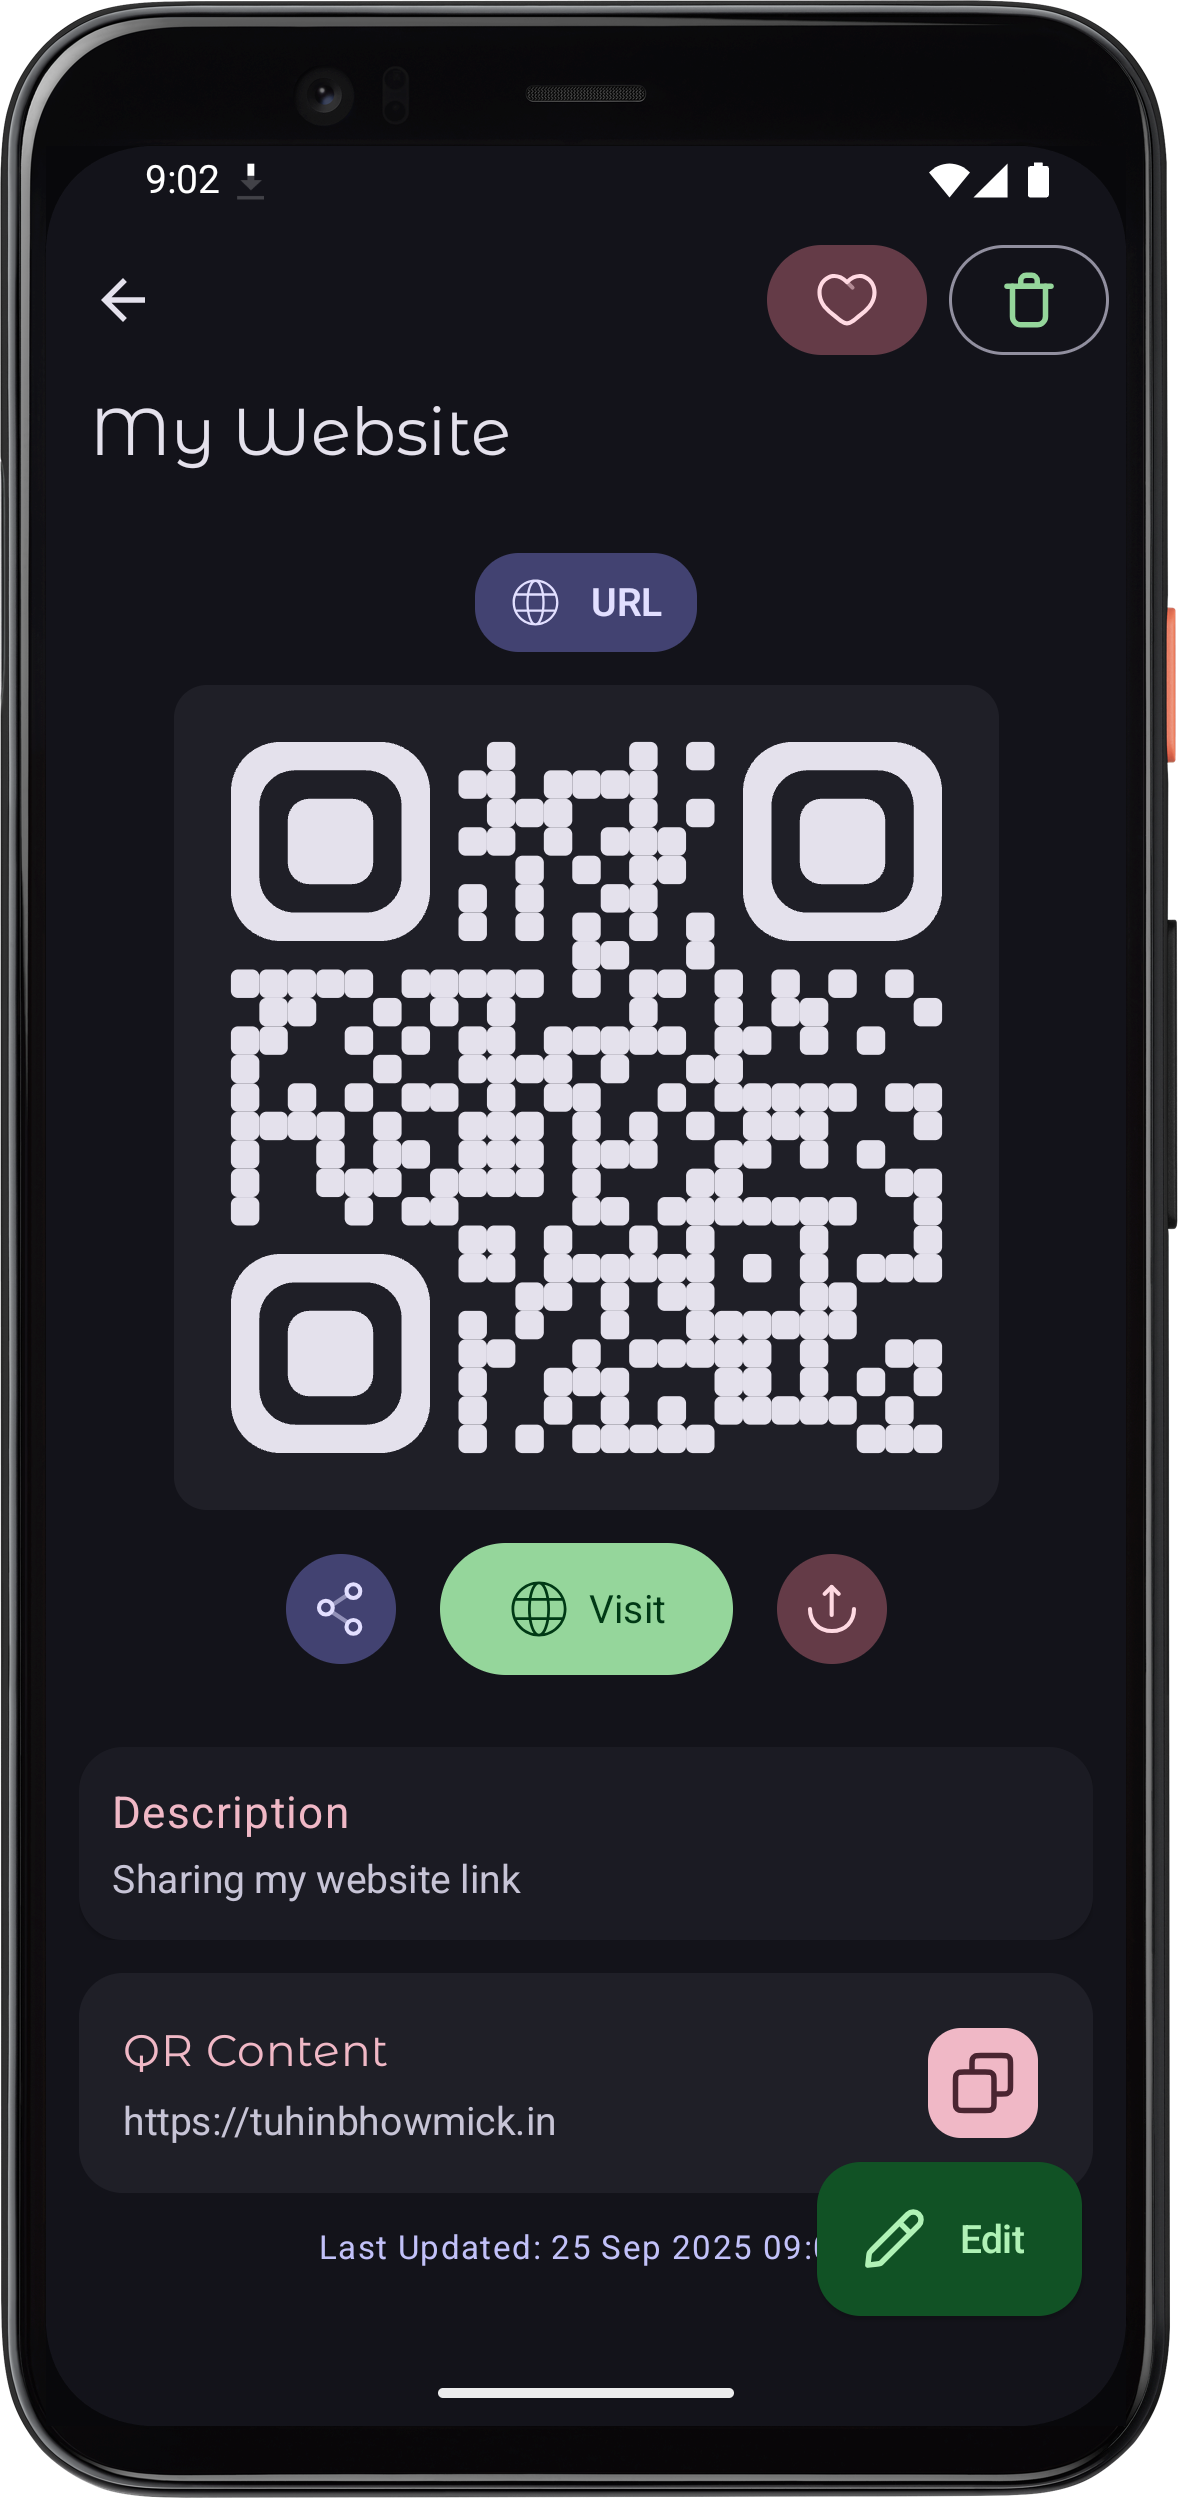 9:02
My Website
URL
Visit
Description
Sharing my website link
QR Content
https://tuhinbhowmick.in
Last Updated: 25 Sep 2025 09:
Edit